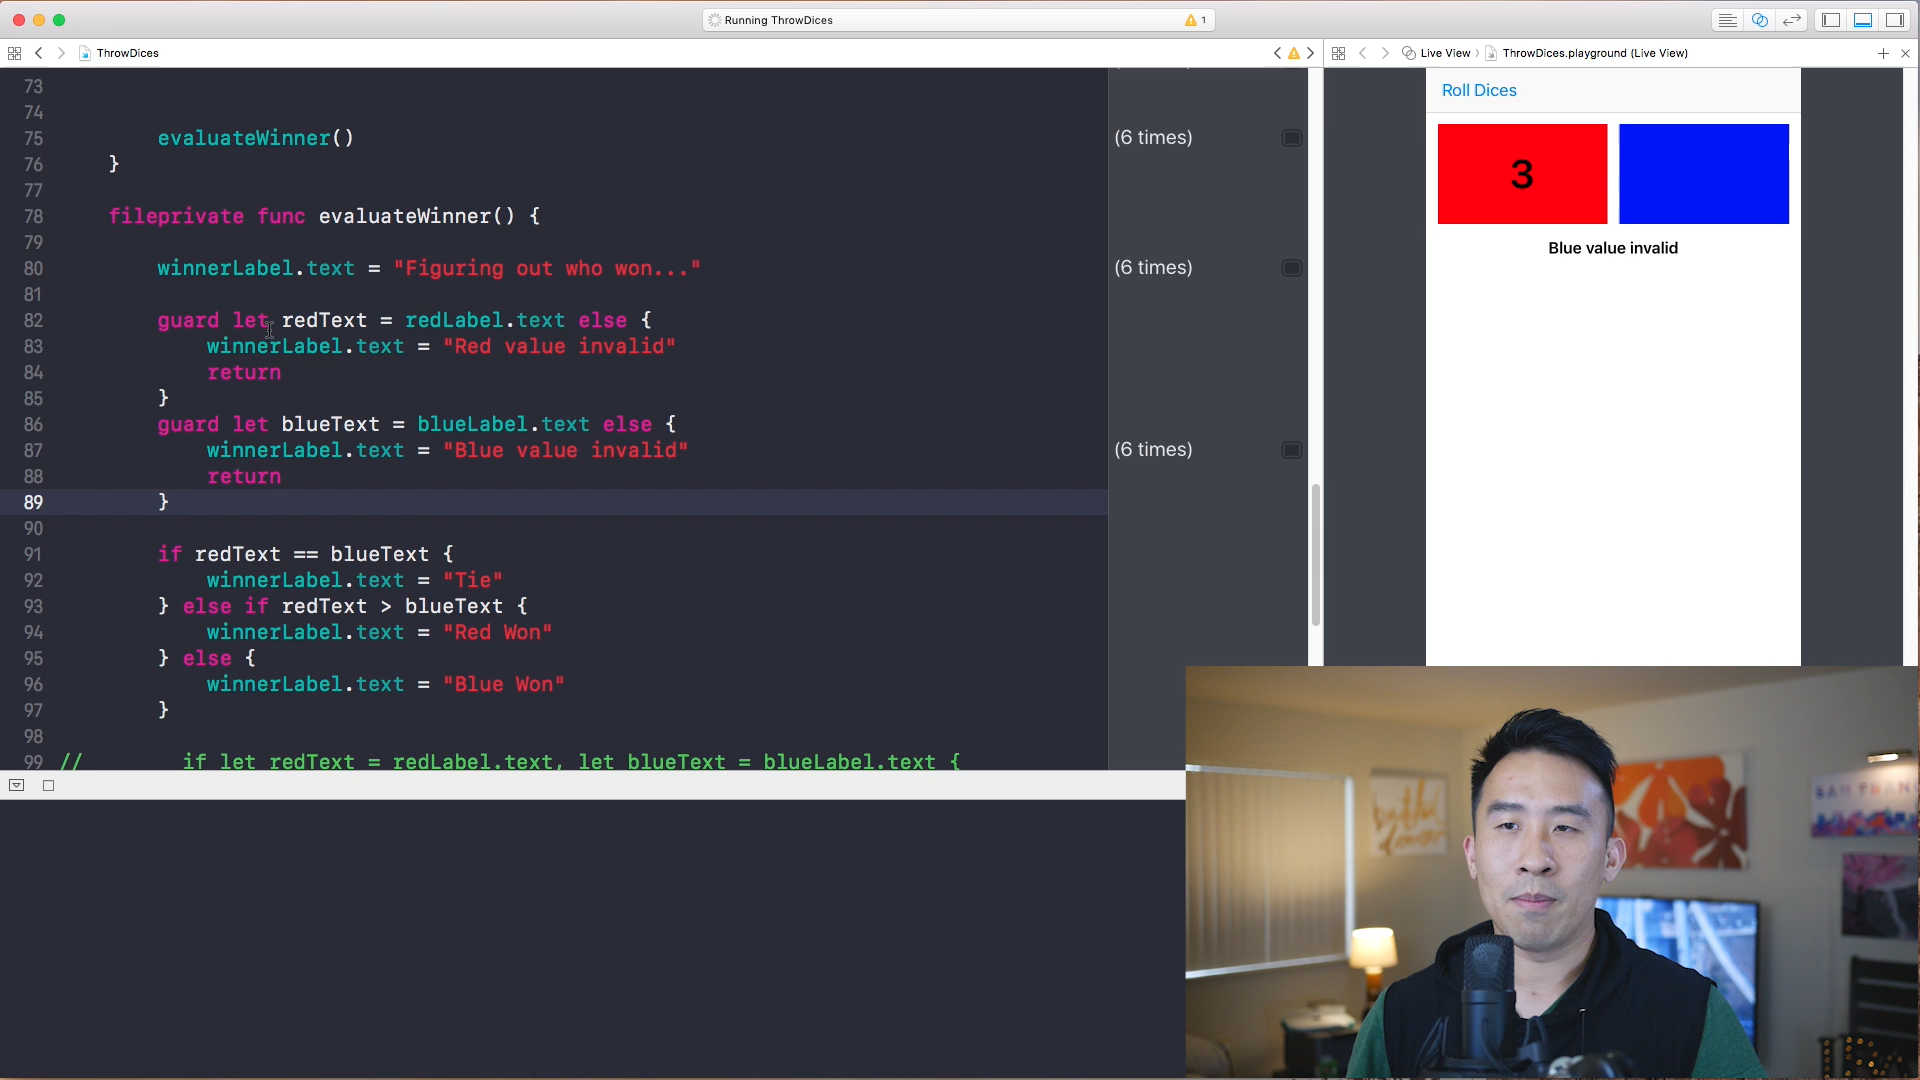 Running ThrowDices
1
ThrowDices
Live View
ThrowDices.playground (Live View)
73
74
75 evaluateWinner()
76 }
77
78 fileprivate func evaluateWinner() {
79
80 winnerLabel.text = "Figuring out who won..."
81
82 guard let redText = redLabel.text else {
83 winnerLabel.text = "Red value invalid"
84 return
85 }
86 guard let blueText = blueLabel.text else {
87 winnerLabel.text = "Blue value invalid"
88 return
89 }
90
91 if redText == blueText {
92 winnerLabel.text = "Tie"
93 } else if redText > blueText {
94 winnerLabel.text = "Red Won"
95 } else {
96 winnerLabel.text = "Blue Won"
97 }
98
99 // if let redText = redLabel.text, let blueText = blueLabel.text {
(6 times)
(6 times)
(6 times)
Roll Dices
3
Blue value invalid